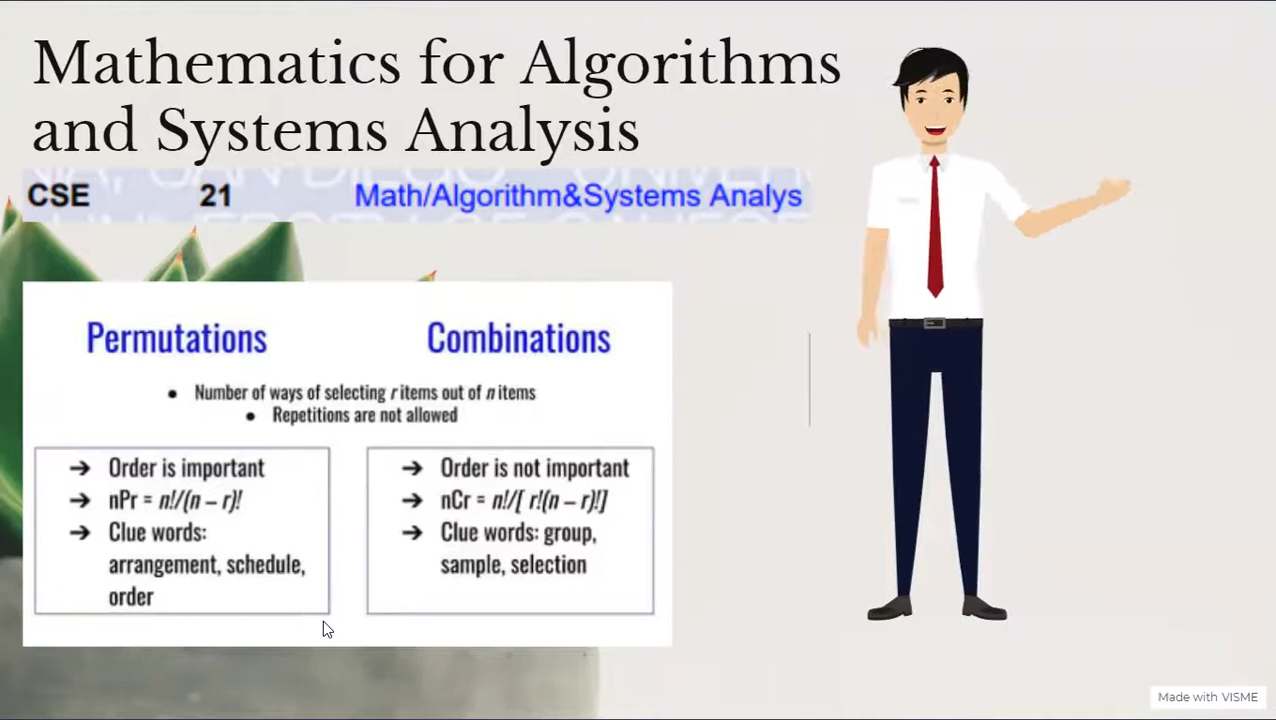 Mathematics for Algorithms
and Systems Analysis
CSE 21 Math/Algorithm&Systems Analys
Permutations
Combinations
● Number of ways of selecting r items out of n items
● Repetitions are not allowed
➔ Order is important
➔ nPr = n!/(n – r)!
➔ Clue words:
arrangement, schedule,
order
➔ Order is not important
➔ nCr = n!/[ r!(n – r)!]
➔ Clue words: group,
sample, selection
Made with VISME